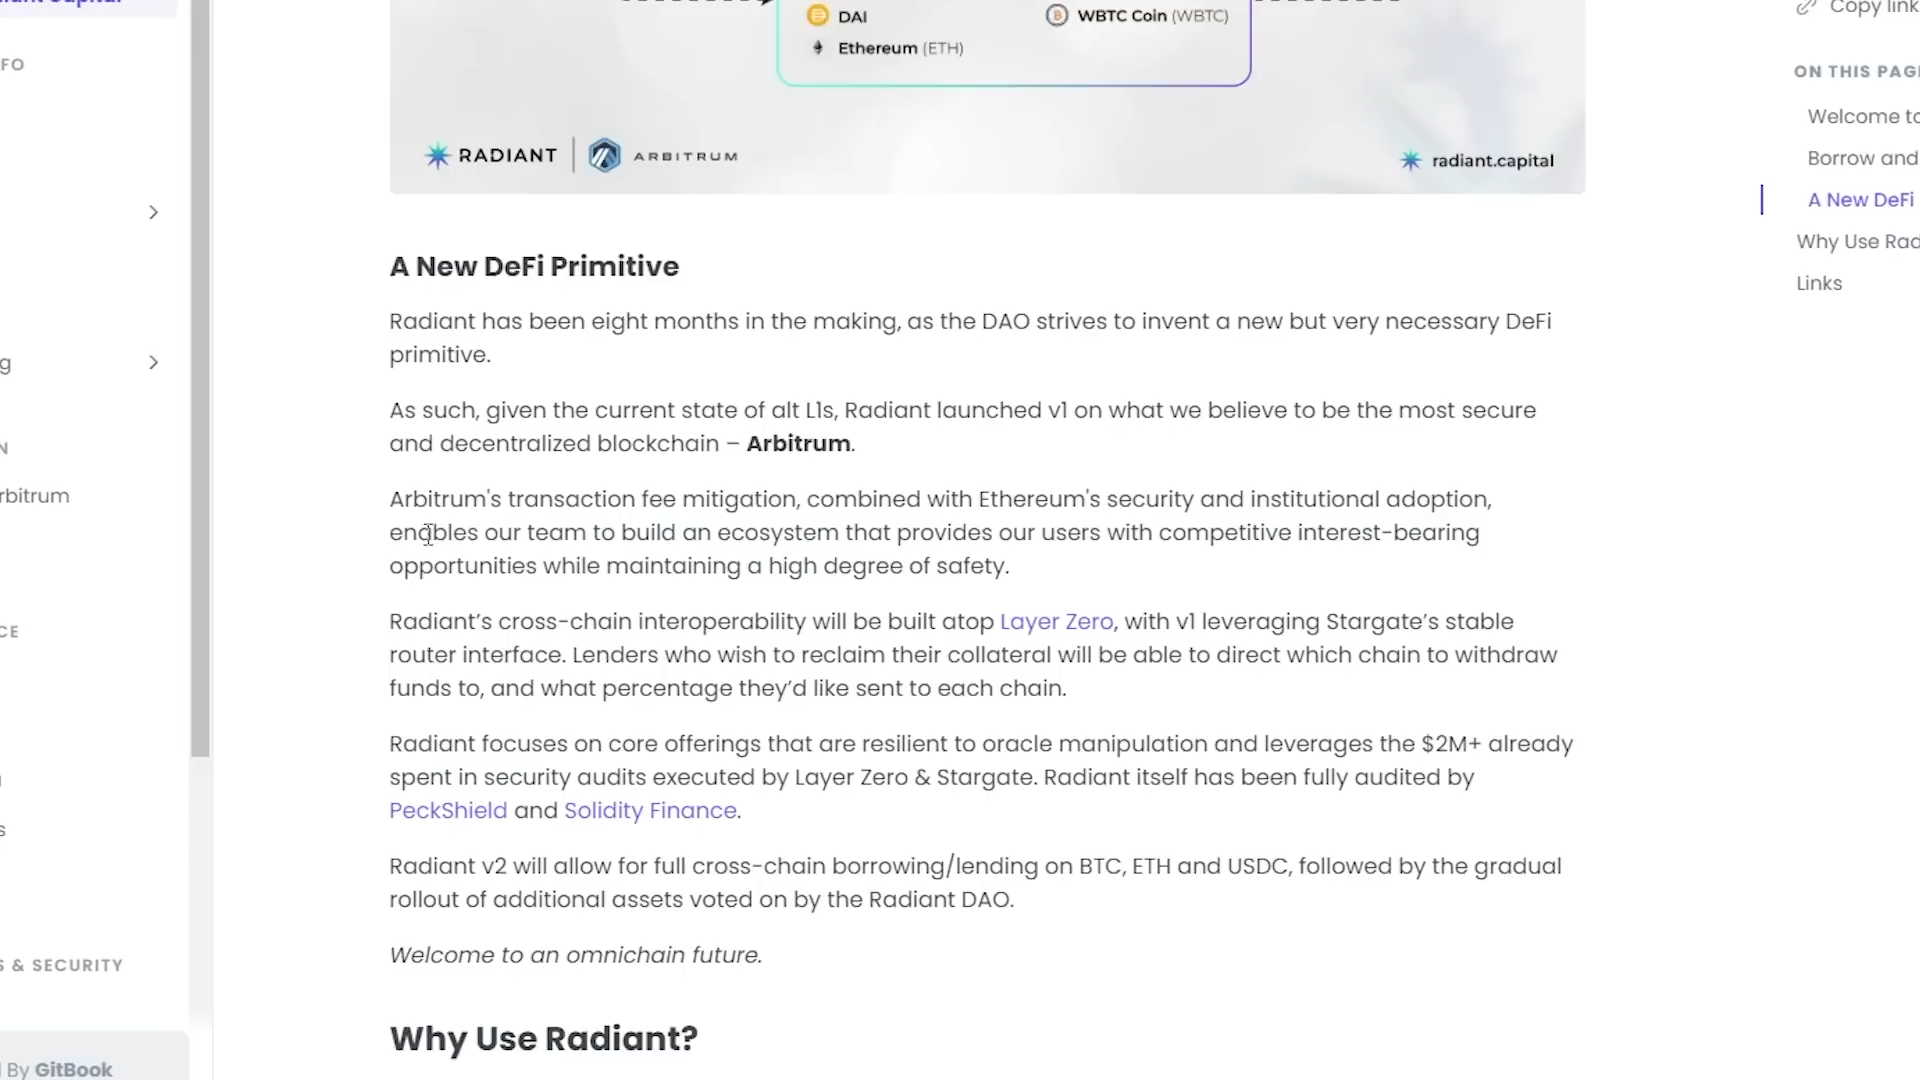 Copy link
DAI
WBTC Coin (WBTC)
Ethereum (ETH)
FO
ON THIS PAG
Welcome to
RADIANT | ARBITRUM
radiant.capital
Borrow and
A New DeFi
Why Use Rad
Links
A New DeFi Primitive
Radiant has been eight months in the making, as the DAO strives to invent a new but very necessary DeFi
primitive.
g
As such, given the current state of alt L1s, Radiant launched v1 on what we believe to be the most secure
and decentralized blockchain – Arbitrum.
N
rbitrum
Arbitrum's transaction fee mitigation, combined with Ethereum's security and institutional adoption,
enables our team to build an ecosystem that provides our users with competitive interest-bearing
opportunities while maintaining a high degree of safety.
CE
Radiant’s cross-chain interoperability will be built atop Layer Zero, with v1 leveraging Stargate’s stable
router interface. Lenders who wish to reclaim their collateral will be able to direct which chain to withdraw
funds to, and what percentage they’d like sent to each chain.
Radiant focuses on core offerings that are resilient to oracle manipulation and leverages the $2M+ already
spent in security audits executed by Layer Zero & Stargate. Radiant itself has been fully audited by
PeckShield and Solidity Finance.
s
Radiant v2 will allow for full cross-chain borrowing/lending on BTC, ETH and USDC, followed by the gradual
rollout of additional assets voted on by the Radiant DAO.
Welcome to an omnichain future.
S & SECURITY
Why Use Radiant?
By GitBook